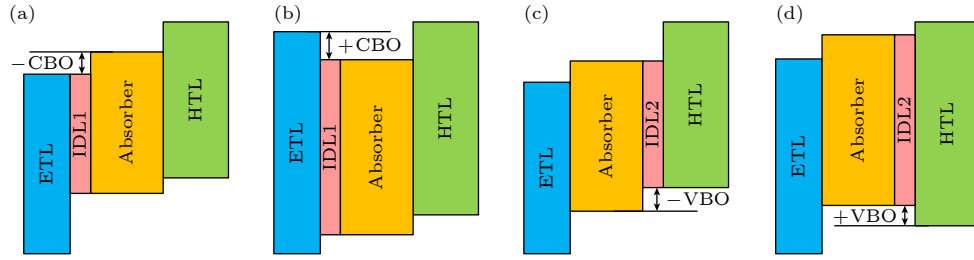 (a)
−CBO
ETL
IDL1
Absorber
HTL
(b)
+CBO
ETL
IDL1
Absorber
HTL
(c)
ETL
Absorber
IDL2
HTL
−VBO
(d)
ETL
Absorber
IDL2
HTL
+VBO